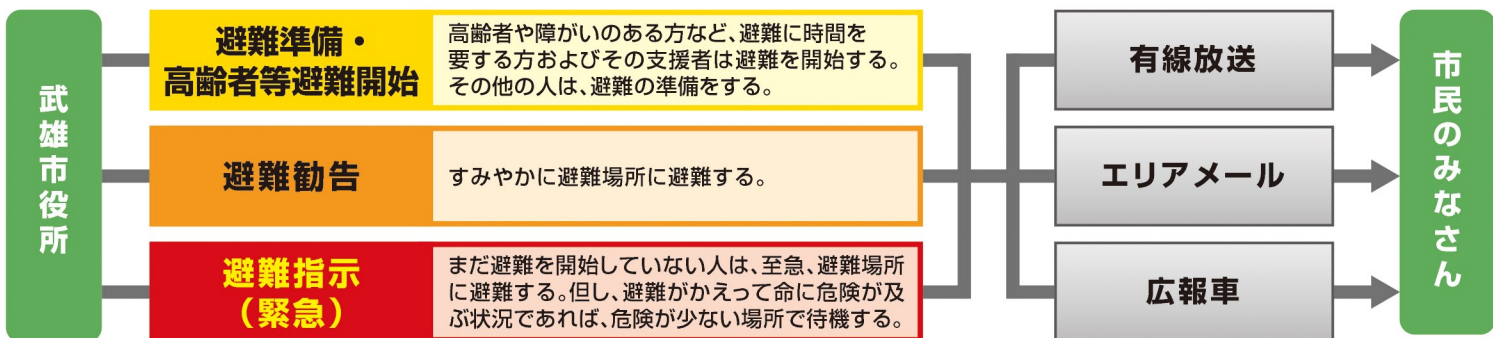 武雄市役所
避難準備・
高齢者等避難開始
高齢者や障がいのある方など、避難に時間を
要する方およびその支援者は避難を開始する。
その他の人は、避難の準備をする。
避難勧告
すみやかに避難場所に避難する。
避難指示
（緊急）
まだ避難を開始していない人は、至急、避難場所
に避難する。但し、避難がかえって命に危険が及
ぶ状況であれば、危険が少ない場所で待機する。
有線放送
エリアメール
広報車
市民のみなさん